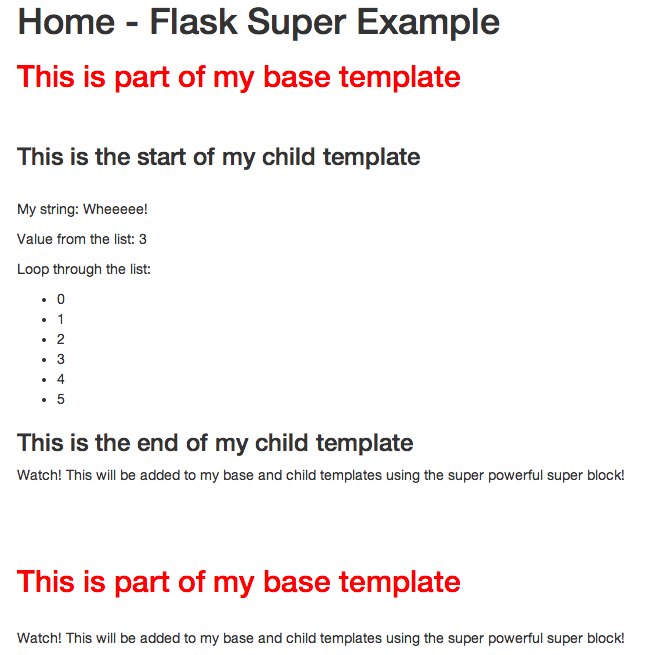 Home - Flask Super Example
This is part of my base template
This is the start of my child template
My string: Wheeeee!
Value from the list: 3
Loop through the list:
• 0
• 1
• 2
• 3
• 4
• 5
This is the end of my child template
Watch! This will be added to my base and child templates using the super powerful super block!
This is part of my base template
Watch! This will be added to my base and child templates using the super powerful super block!